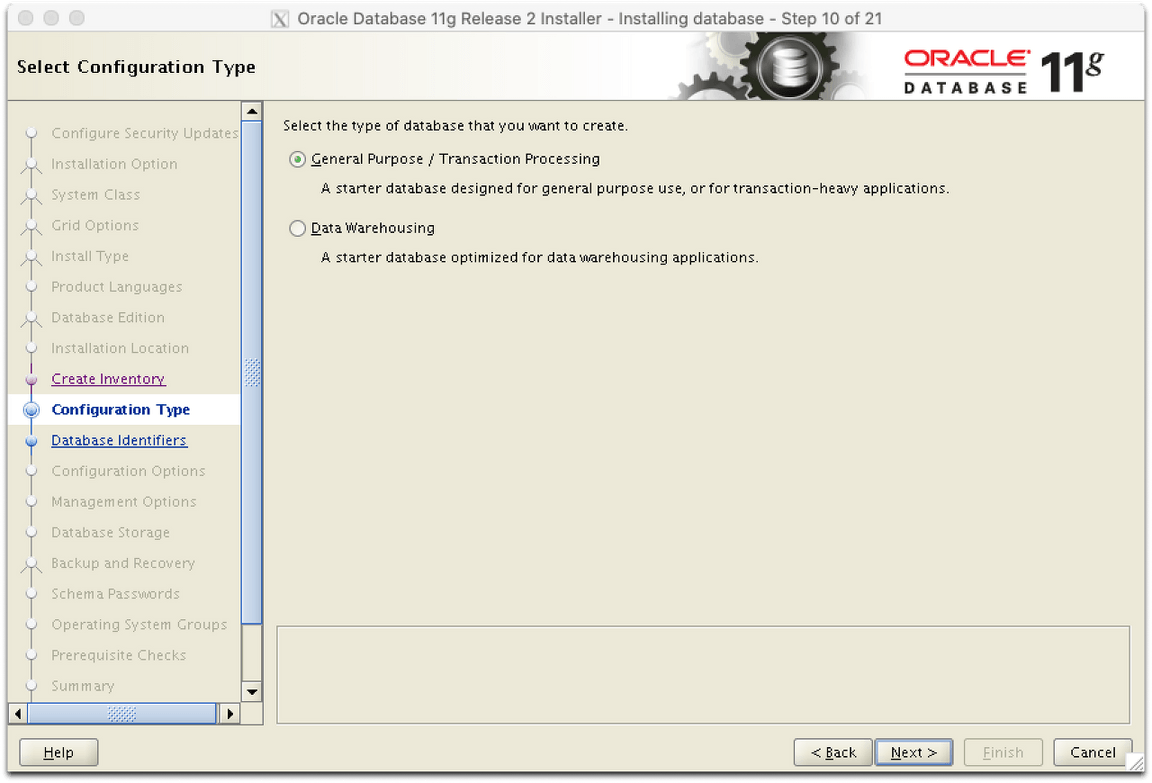 Oracle Database 11g Release 2 Installer - Installing database - Step 10 of 21
Select Configuration Type
ORACLE
DATABASE
11g
Configure Security Updates
Installation Option
System Class
Grid Options
Install Type
Product Languages
Database Edition
Installation Location
Create Inventory
Configuration Type
Database Identifiers
Configuration Options
Management Options
Database Storage
Backup and Recovery
Schema Passwords
Operating System Groups
Prerequisite Checks
Summary
Select the type of database that you want to create.
General Purpose / Transaction Processing
A starter database designed for general purpose use, or for transaction-heavy applications.
Data Warehousing
A starter database optimized for data warehousing applications.
Help
< Back
Next >
Finish
Cancel